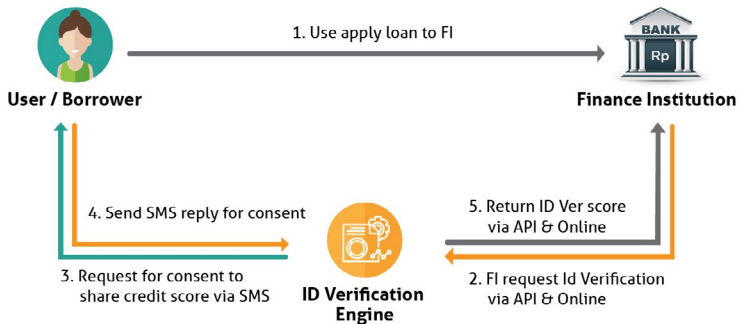 1. Use apply loan to FI
BANK
Rp
User / Borrower
Finance Institution
4. Send SMS reply for consent
5. Return ID Ver score
via API & Online
3. Request for consent to
share credit score via SMS
2. FI request Id Verification
via API & Online
ID Verification
Engine